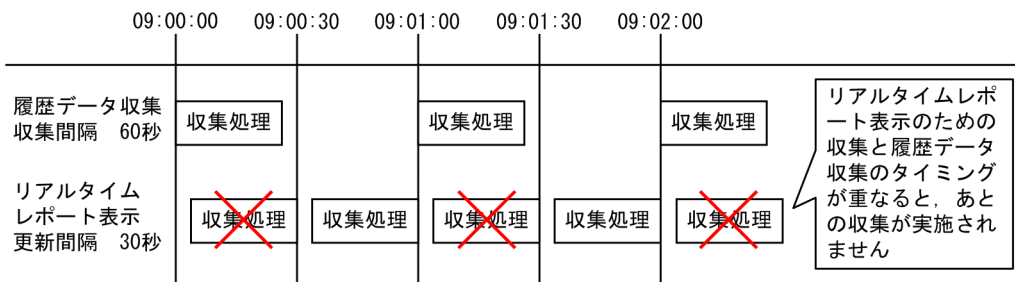 09:00:00 09:00:30 09:01:00 09:01:30 09:02:00
履歴データ収集
収集間隔 60秒
収集処理 収集処理 収集処理
リアルタイム
レポート表示
更新間隔 30秒
収集処理 収集処理 収集処理 収集処理 収集処理
リアルタイムレポ
ート表示のための
収集と履歴データ
収集のタイミング
が重なると，あと
の収集が実施され
ません